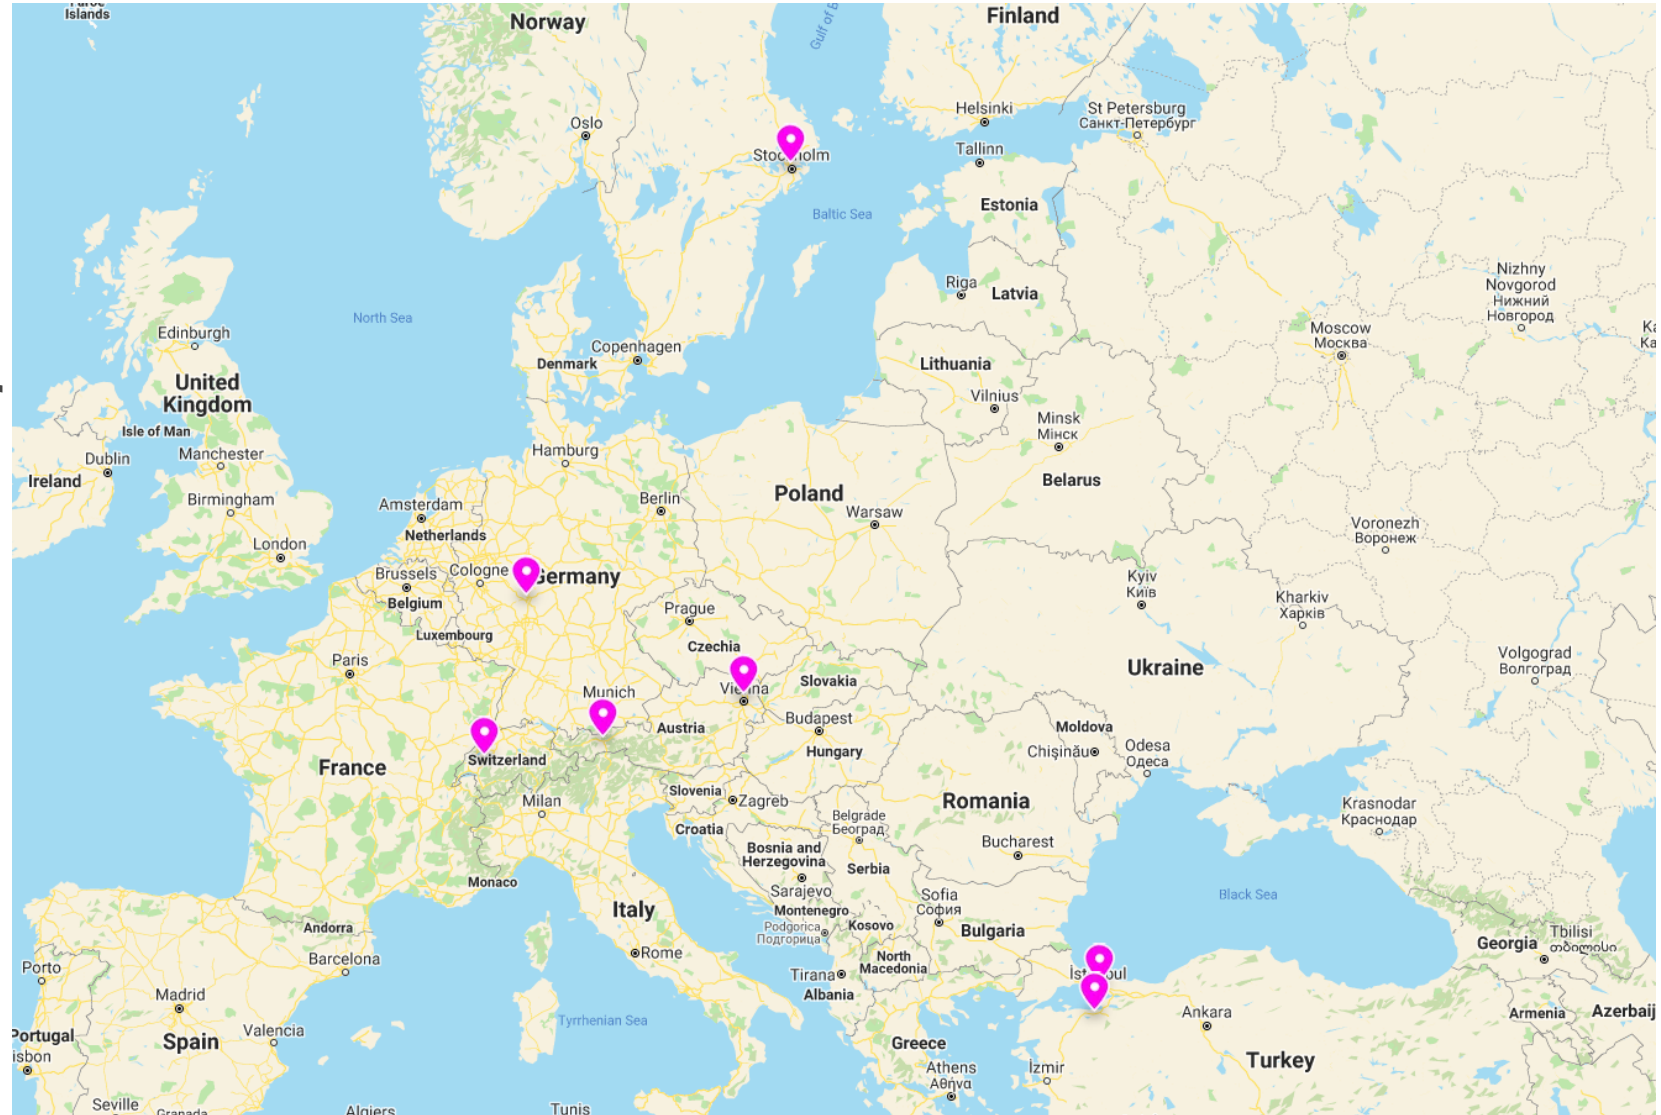 Faroe
Islands
Norway
Finland
Gulf of B
Oslo
Helsinki
St Petersburg
Санкт-Петербург
Tallinn
Estonia
Baltic Sea
Riga
Latvia
Nizhny
Novgorod
Нижний
Новгород
North Sea
Edinburgh
Copenhagen
Denmark
Moscow
Москва
Lithuania
Vilnius
United
Kingdom
Isle of Man
Minsk
Мінск
Dublin
Manchester
Ireland
Hamburg
Belarus
Birmingham
Amsterdam
Berlin
Poland
Warsaw
Netherlands
Voronezh
Воронеж
London
Brussels
Cologne
Germany
Belgium
Kyiv
Київ
Kharkiv
Харків
Prague
Luxembourg
Czechia
Paris
Ukraine
Volgograd
Волгоград
Slovakia
Munich
Budapest
Austria
Moldova
Chișinău
Odesa
Одеса
Hungary
Switzerland
France
Slovenia
Zagreb
Milan
Romania
Krasnodar
Краснодар
Belgrade
Београд
Croatia
Bosnia and
Herzegovina
Bucharest
Serbia
Monaco
Sarajevo
Sofia
София
Black Sea
Italy
Montenegro
Podgorica
Подгорица
Kosovo
Andorra
Bulgaria
Tbilisi
თბილისი
Georgia
Barcelona
Rome
North
Macedonia
Porto
Tirana
Madrid
Albania
Ankara
Armenia
Azerbaij
Tyrrhenian Sea
Valencia
Portugal
isbon
Spain
Greece
Turkey
Athens
Αθήνα
İzmir
Seville
Granada
Algiers
Tunis